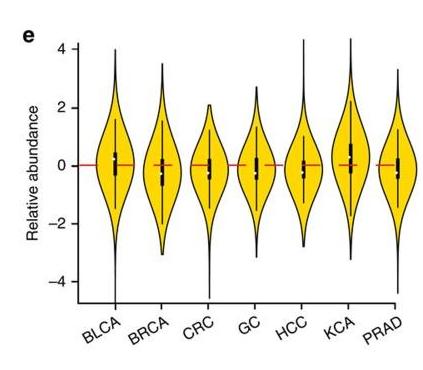 e
4
2
0
−2
−4
Relative abundance
BLCA
BRCA
CRC
GC
HCC
KCA
PRAD